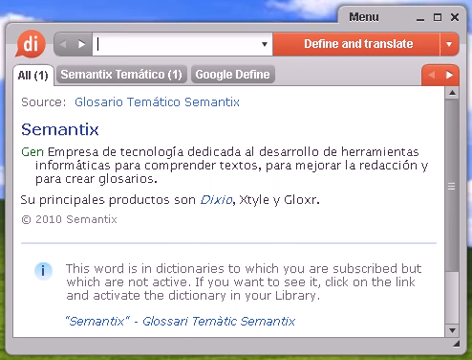 Menu
di
Define and translate
All (1)
Semantix Temático (1)
Google Define
Source: Glosario Temático Semantix
Semantix
Gen Empresa de tecnología dedicada al desarrollo de herramientas
informáticas para comprender textos, para mejorar la redacción y
para crear glosarios.
Su principales productos son Dixio, Xtyle y Gloxr.
© 2010 Semantix
i
This word is in dictionaries to which you are subscribed but
which are not active. If you want to see it, click on the link
and activate the dictionary in your Library.
"Semantix" - Glossari Temàtic Semantix